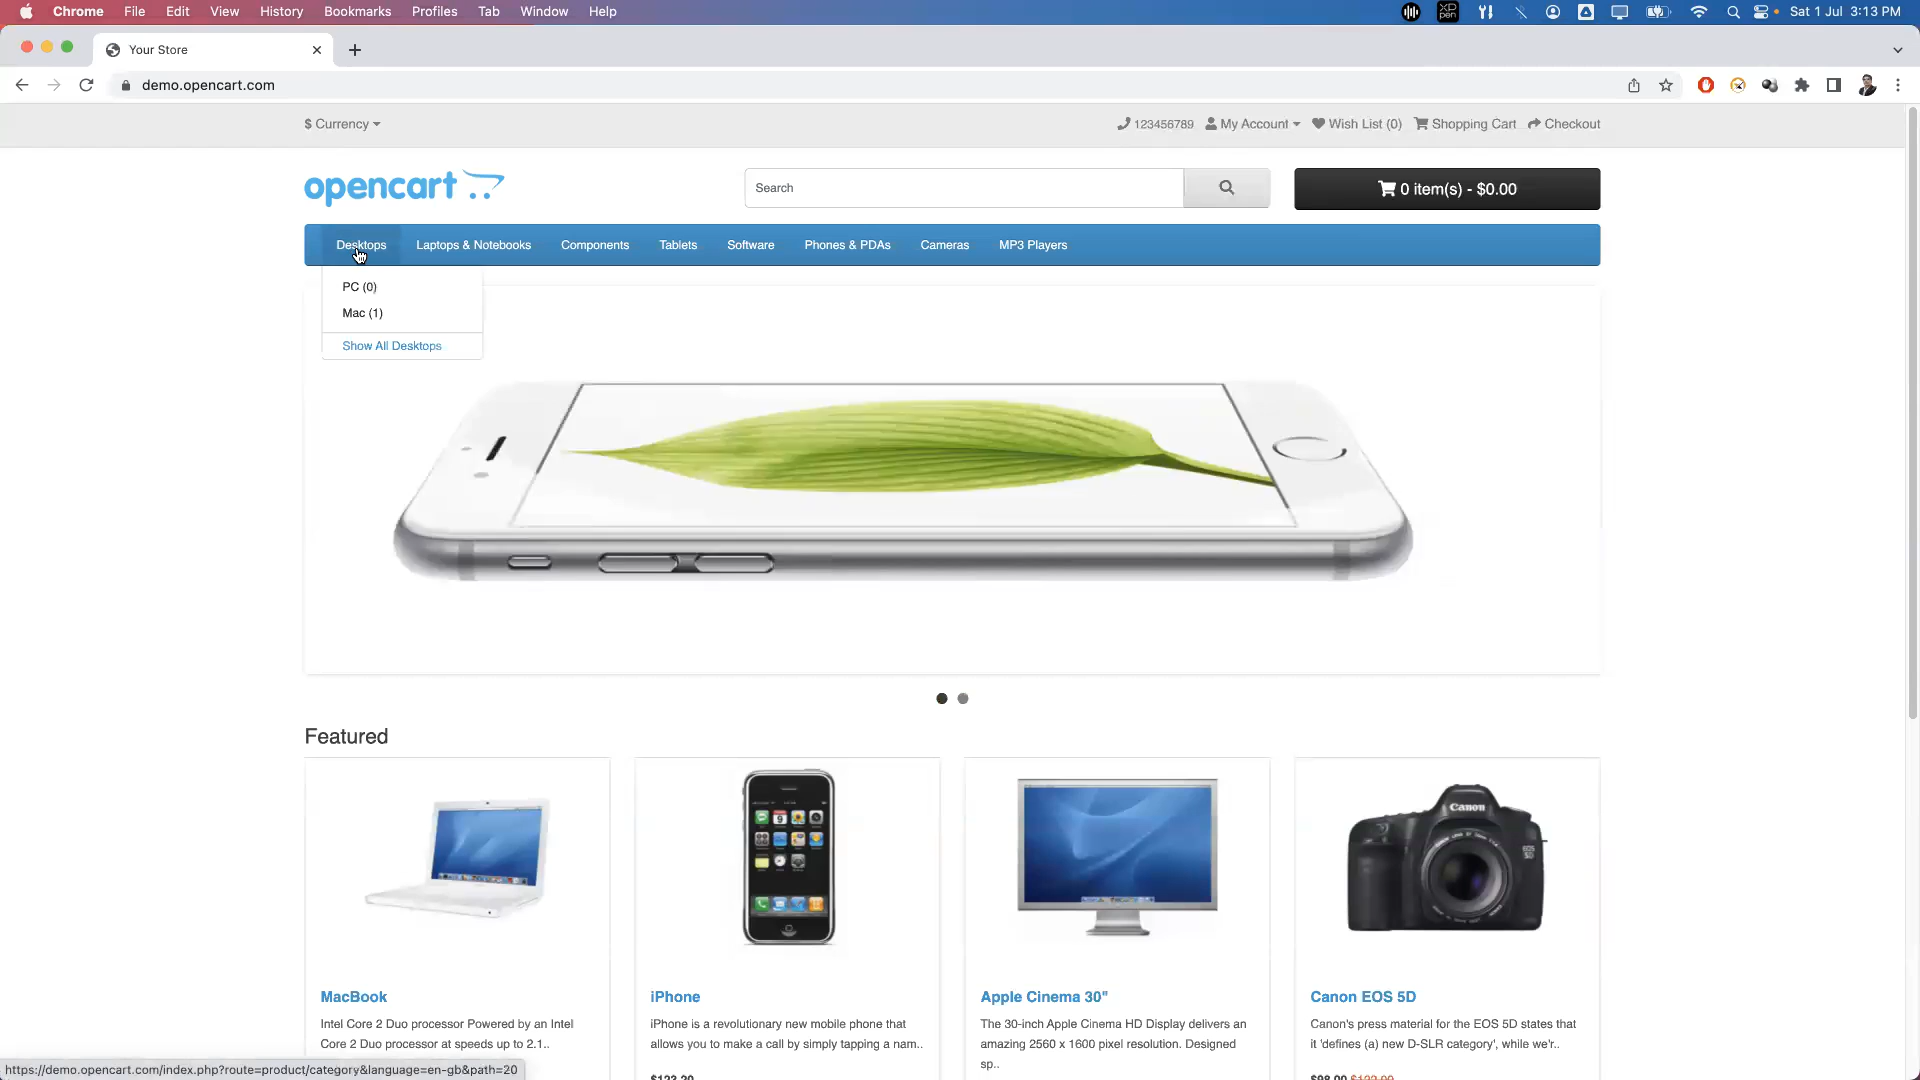 Chrome File Edit View History Bookmarks Profiles Tab Window Help
XP pen
Sat 1 Jul 3:13 PM
Your Store
demo.opencart.com
$ Currency
123456789 My Account Wish List (0) Shopping Cart Checkout
opencart
Search
0 item(s) - $0.00
Desktops Laptops & Notebooks Components Tablets Software Phones & PDAs Cameras MP3 Players
PC (0)
Mac (1)
Show All Desktops
Featured
Canon
EOS
5D
MacBook
Intel Core 2 Duo processor Powered by an Intel
Core 2 Duo processor at speeds up to 2.1..
iPhone
iPhone is a revolutionary new mobile phone that
allows you to make a call by simply tapping a nam..
$123.20
Apple Cinema 30"
The 30-inch Apple Cinema HD Display delivers an
amazing 2560 x 1600 pixel resolution. Designed
sp..
Canon EOS 5D
Canon's press material for the EOS 5D states that
it 'defines (a) new D-SLR category', while we'r..
$98.00 $122.00
https://demo.opencart.com/index.php?route=product/category&language=en-gb&path=20